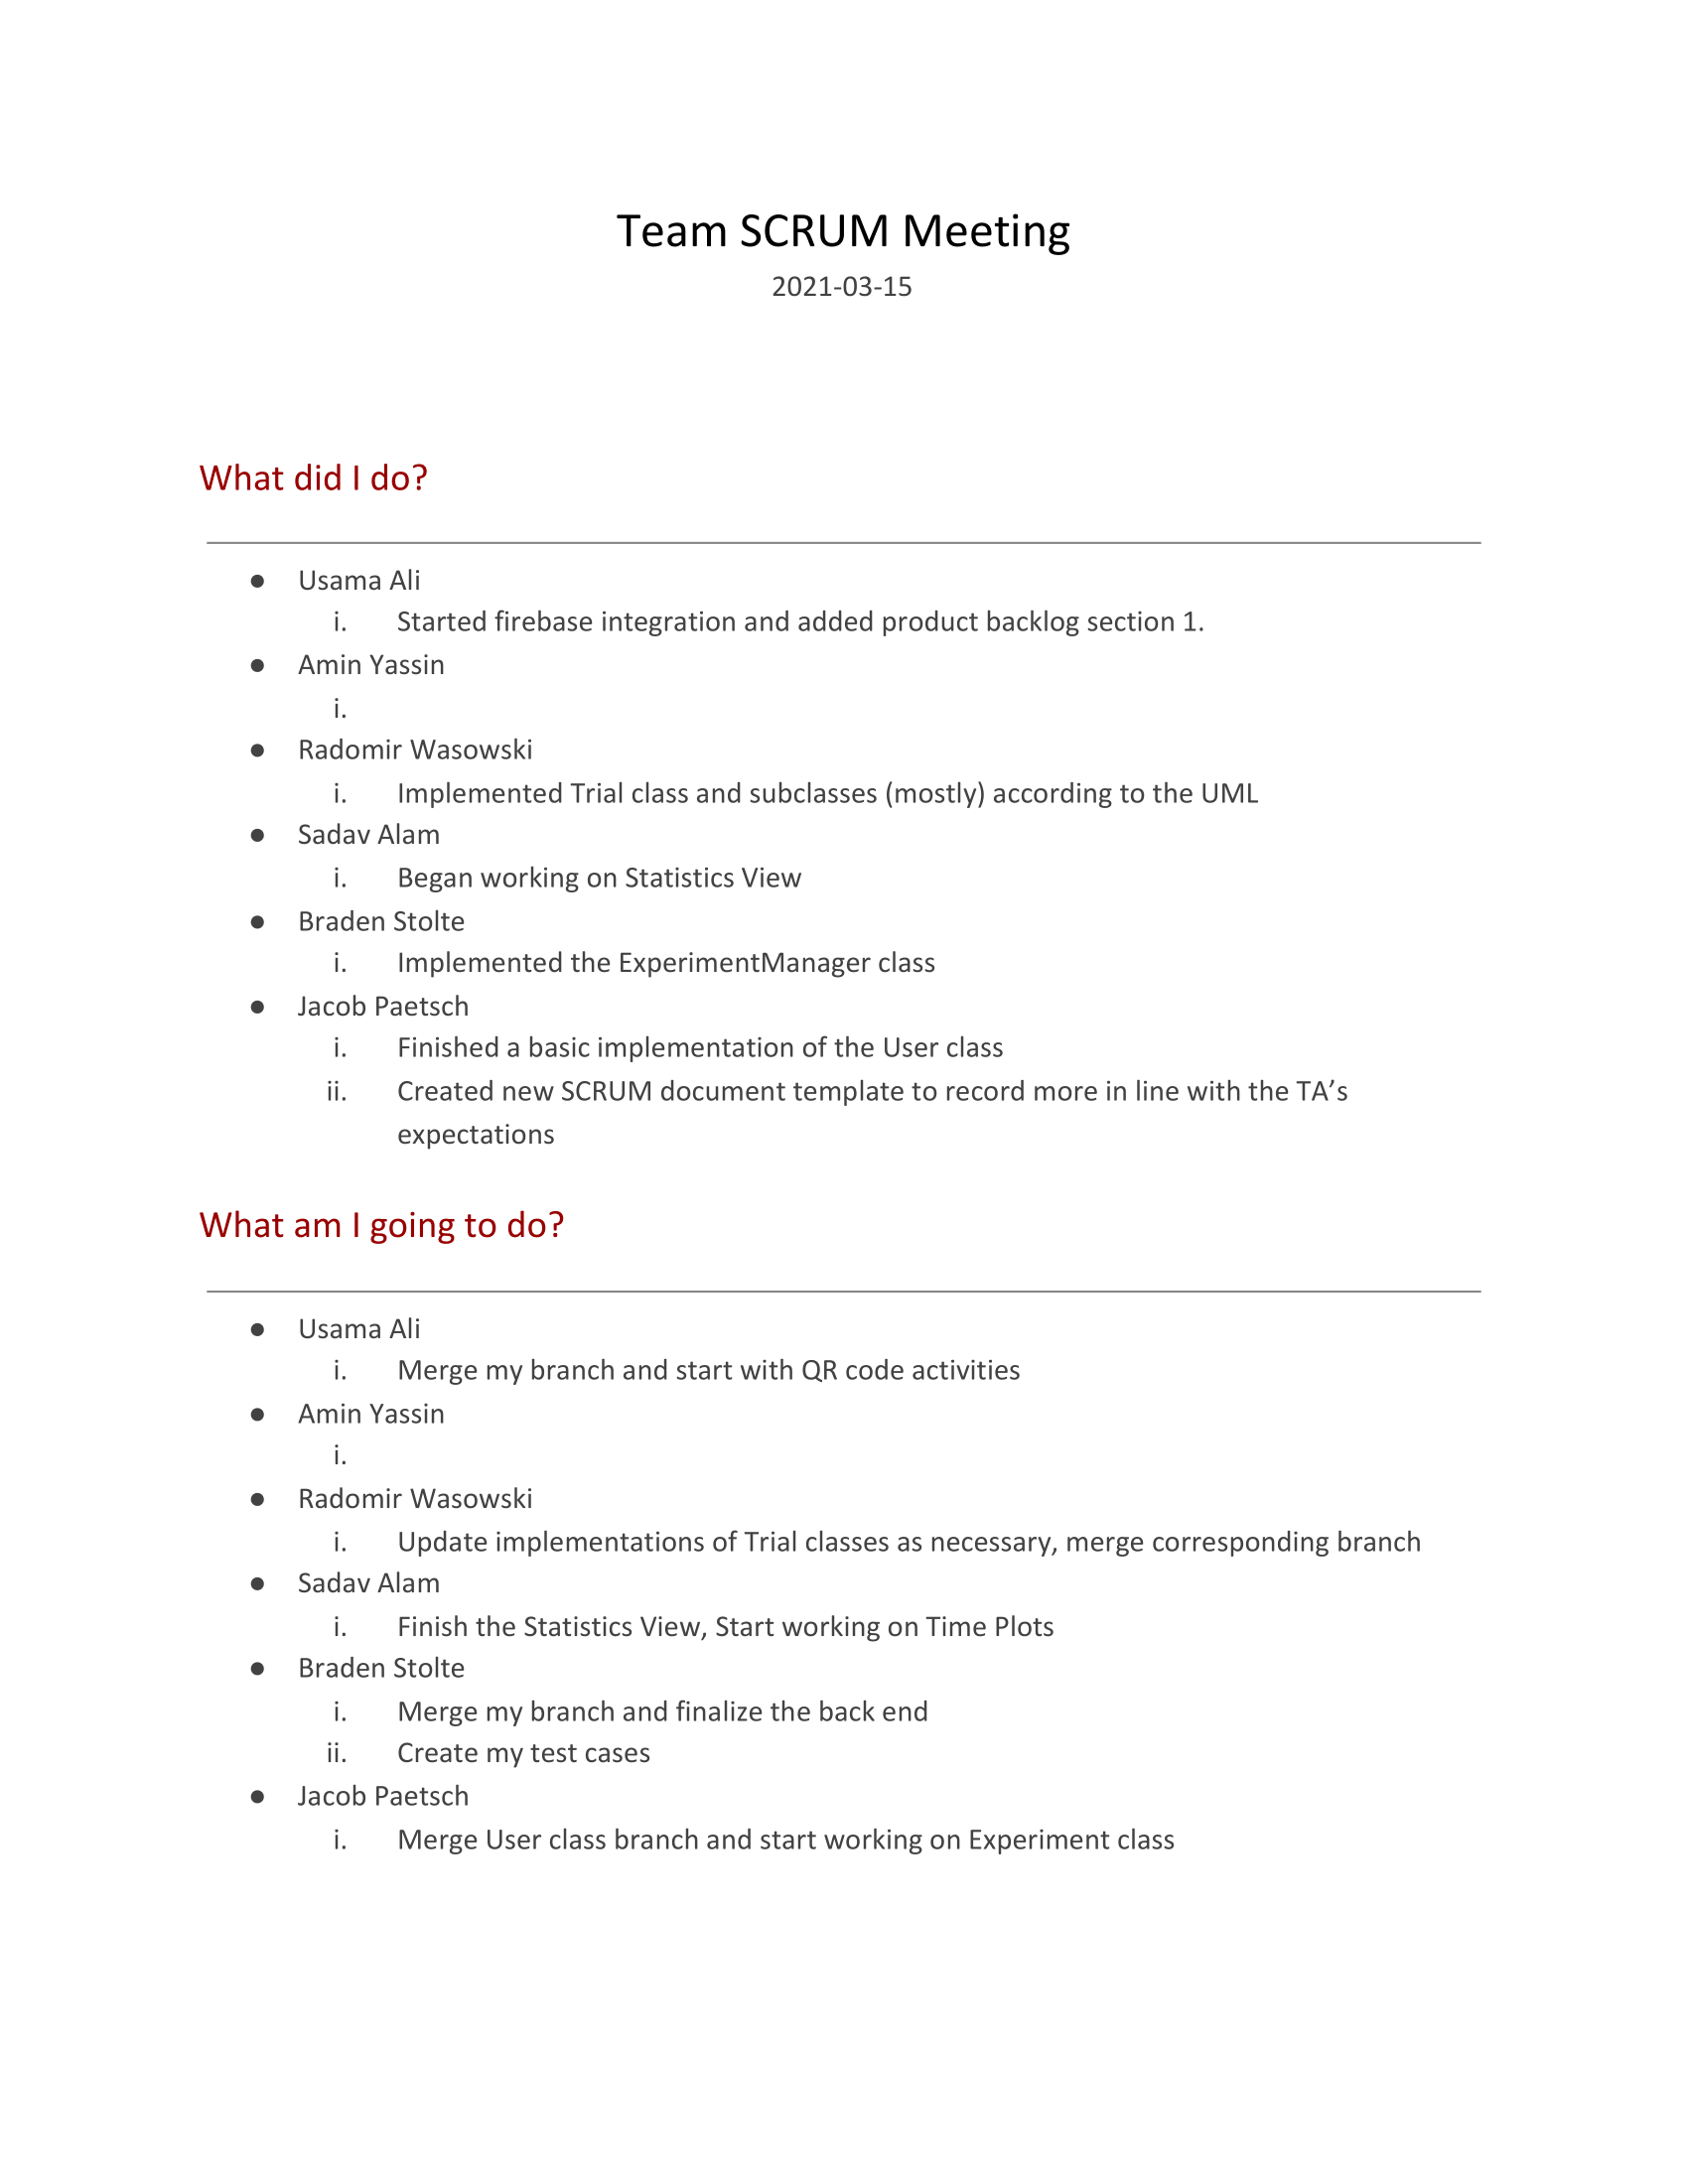 Team SCRUM Meeting
2021-03-15
What did I do?
● Usama Ali
i. Started firebase integration and added product backlog section 1.
● Amin Yassin
i.
● Radomir Wasowski
i. Implemented Trial class and subclasses (mostly) according to the UML
● Sadav Alam
i. Began working on Statistics View
● Braden Stolte
i. Implemented the ExperimentManager class
● Jacob Paetsch
i. Finished a basic implementation of the User class
ii. Created new SCRUM document template to record more in line with the TA’s
expectations
What am I going to do?
● Usama Ali
i. Merge my branch and start with QR code activities
● Amin Yassin
i.
● Radomir Wasowski
i. Update implementations of Trial classes as necessary, merge corresponding branch
● Sadav Alam
i. Finish the Statistics View, Start working on Time Plots
● Braden Stolte
i. Merge my branch and finalize the back end
ii. Create my test cases
● Jacob Paetsch
i. Merge User class branch and start working on Experiment class